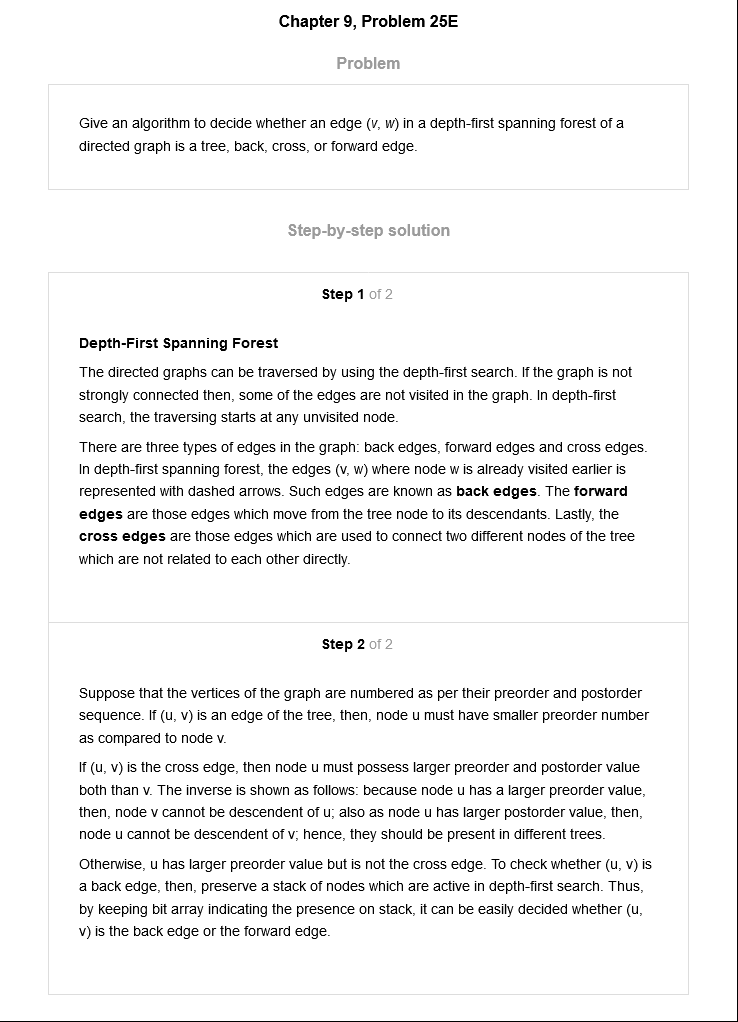 Chapter 9, Problem 25E
Problem
Give an algorithm to decide whether an edge (v, w) in a depth-first spanning forest of a
directed graph is a tree, back, cross, or forward edge.
Step-by-step solution
Step 1 of 2
Depth-First Spanning Forest
The directed graphs can be traversed by using the depth-first search. If the graph is not
strongly connected then, some of the edges are not visited in the graph. In depth-first
search, the traversing starts at any unvisited node.
There are three types of edges in the graph: back edges, forward edges and cross edges.
In depth-first spanning forest, the edges (v, w) where node w is already visited earlier is
represented with dashed arrows. Such edges are known as back edges. The forward
edges are those edges which move from the tree node to its descendants. Lastly, the
cross edges are those edges which are used to connect two different nodes of the tree
which are not related to each other directly.
Step 2 of 2
Suppose that the vertices of the graph are numbered as per their preorder and postorder
sequence. If (u, v) is an edge of the tree, then, node u must have smaller preorder number
as compared to node v.
If (u, v) is the cross edge, then node u must possess larger preorder and postorder value
both than v. The inverse is shown as follows: because node u has a larger preorder value,
then, node v cannot be descendent of u; also as node u has larger postorder value, then,
node u cannot be descendent of v; hence, they should be present in different trees.
Otherwise, u has larger preorder value but is not the cross edge. To check whether (u, v) is
a back edge, then, preserve a stack of nodes which are active in depth-first search. Thus,
by keeping bit array indicating the presence on stack, it can be easily decided whether (u,
v) is the back edge or the forward edge.